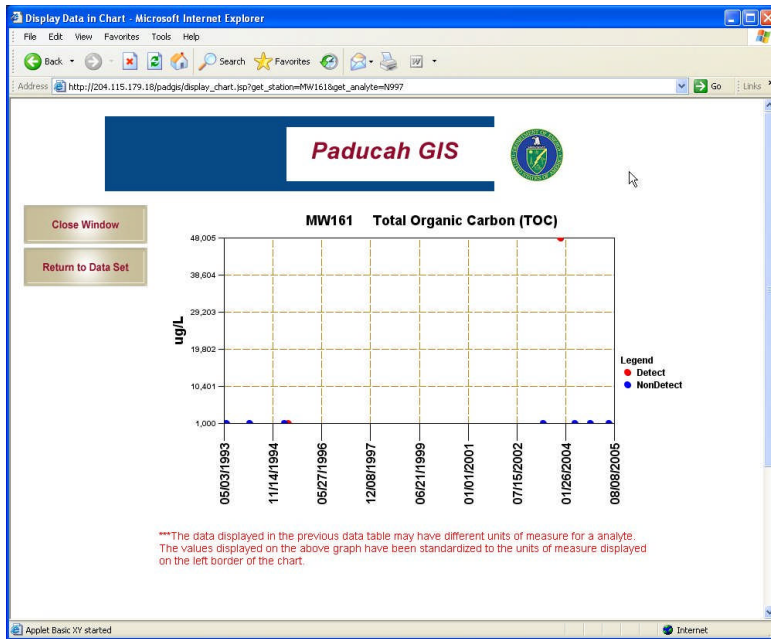 Display Data in Chart - Microsoft Internet Explorer
File Edit View Favorites Tools Help
Back Search Favorites
Address http://204.115.179.18/padgis/display_chart.jsp?get_station=MW161&get_analyte=N997 Go Links
Paducah GIS
Close Window
Return to Data Set
MW161 Total Organic Carbon (TOC)
48,005
38,604
29,203
19,802
10,401
1,000
ug/L
05/03/1993
11/14/1994
05/27/1996
12/08/1997
06/21/1999
01/01/2001
07/15/2002
01/26/2004
08/08/2005
Legend
Detect
NonDetect
***The data displayed in the previous data table may have different units of measure for a analyte.
The values displayed on the above graph have been standardized to the units of measure displayed
on the left border of the chart.
Applet Basic XY started Internet